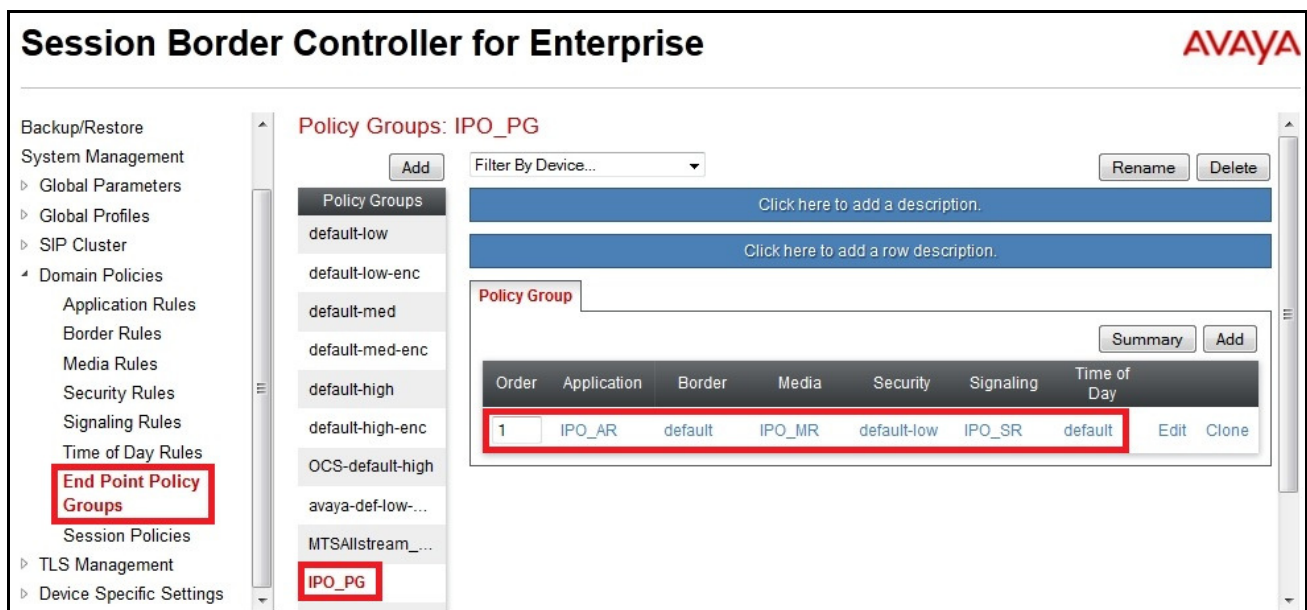 Session Border Controller for Enterprise
AVAYA
Backup/Restore
System Management
Global Parameters
Global Profiles
SIP Cluster
Domain Policies
Application Rules
Border Rules
Media Rules
Security Rules
Signaling Rules
Time of Day Rules
End Point Policy
Groups
Session Policies
TLS Management
Device Specific Settings
Policy Groups: IPO_PG
Add
Filter By Device...
Rename
Delete
Policy Groups
default-low
default-low-enc
default-med
default-med-enc
default-high
default-high-enc
OCS-default-high
avaya-def-low-...
MTSAllstream_...
IPO_PG
Click here to add a description.
Click here to add a row description.
Policy Group
Summary
Add
Order Application Border Media Security Signaling Time of
Day
1 IPO_AR default IPO_MR default-low IPO_SR default Edit Clone